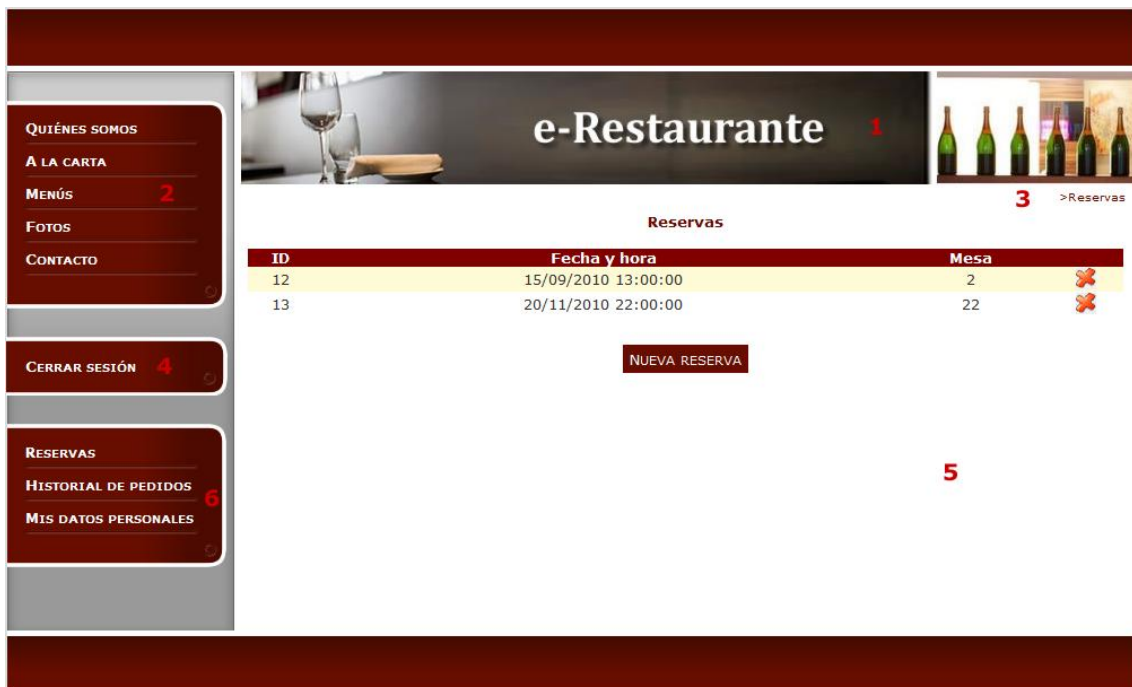 e-Restaurante 1
QUIÉNES SOMOS
A LA CARTA
MENÚS 2
FOTOS
CONTACTO
CERRAR SESIÓN 4
RESERVAS
HISTORIAL DE PEDIDOS
6
MIS DATOS PERSONALES
3 >Reservas
Reservas
ID Fecha y hora Mesa
12 15/09/2010 13:00:00 2
13 20/11/2010 22:00:00 22
NUEVA RESERVA
5